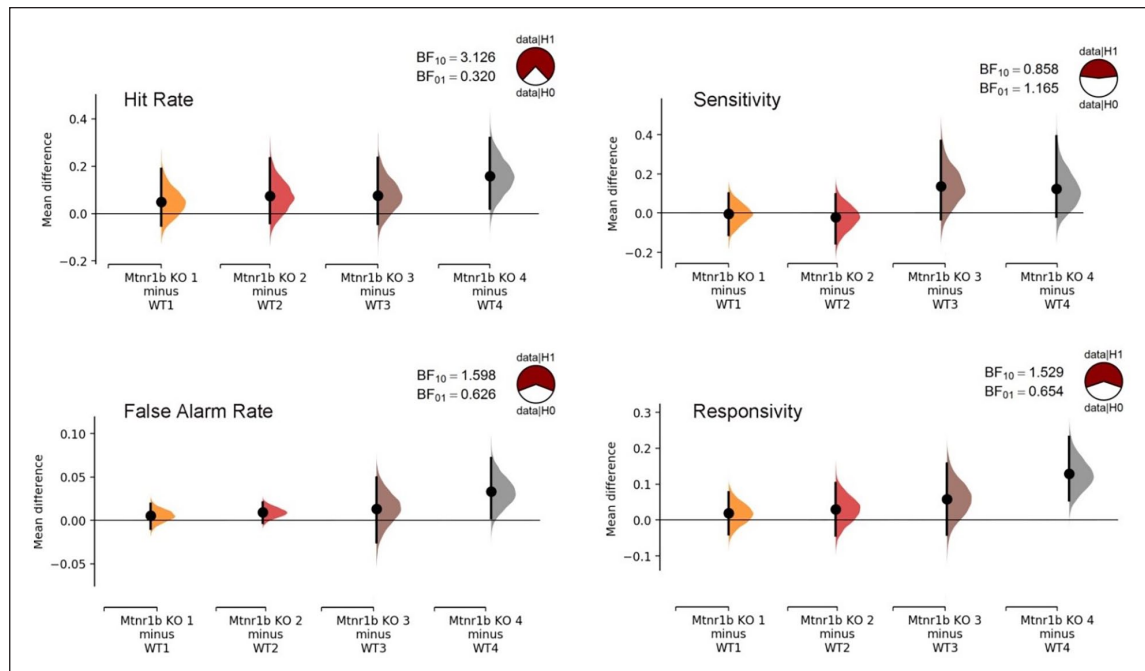 data|H1
BF10 = 3.126
BF01 = 0.320
data|H0
Hit Rate
Mean difference
0.4
0.2
0.0
−0.2
Mtnr1b KO 1
minus
WT1
Mtnr1b KO 2
minus
WT2
Mtnr1b KO 3
minus
WT3
Mtnr1b KO 4
minus
WT4
data|H1
BF10 = 0.858
BF01 = 1.165
data|H0
Sensitivity
Mean difference
0.4
0.2
0.0
−0.2
Mtnr1b KO 1
minus
WT1
Mtnr1b KO 2
minus
WT2
Mtnr1b KO 3
minus
WT3
Mtnr1b KO 4
minus
WT4
data|H1
BF10 = 1.598
BF01 = 0.626
data|H0
False Alarm Rate
Mean difference
0.10
0.05
0.00
−0.05
Mtnr1b KO 1
minus
WT1
Mtnr1b KO 2
minus
WT2
Mtnr1b KO 3
minus
WT3
Mtnr1b KO 4
minus
WT4
data|H1
BF10 = 1.529
BF01 = 0.654
data|H0
Responsivity
Mean difference
0.3
0.2
0.1
0.0
−0.1
Mtnr1b KO 1
minus
WT1
Mtnr1b KO 2
minus
WT2
Mtnr1b KO 3
minus
WT3
Mtnr1b KO 4
minus
WT4